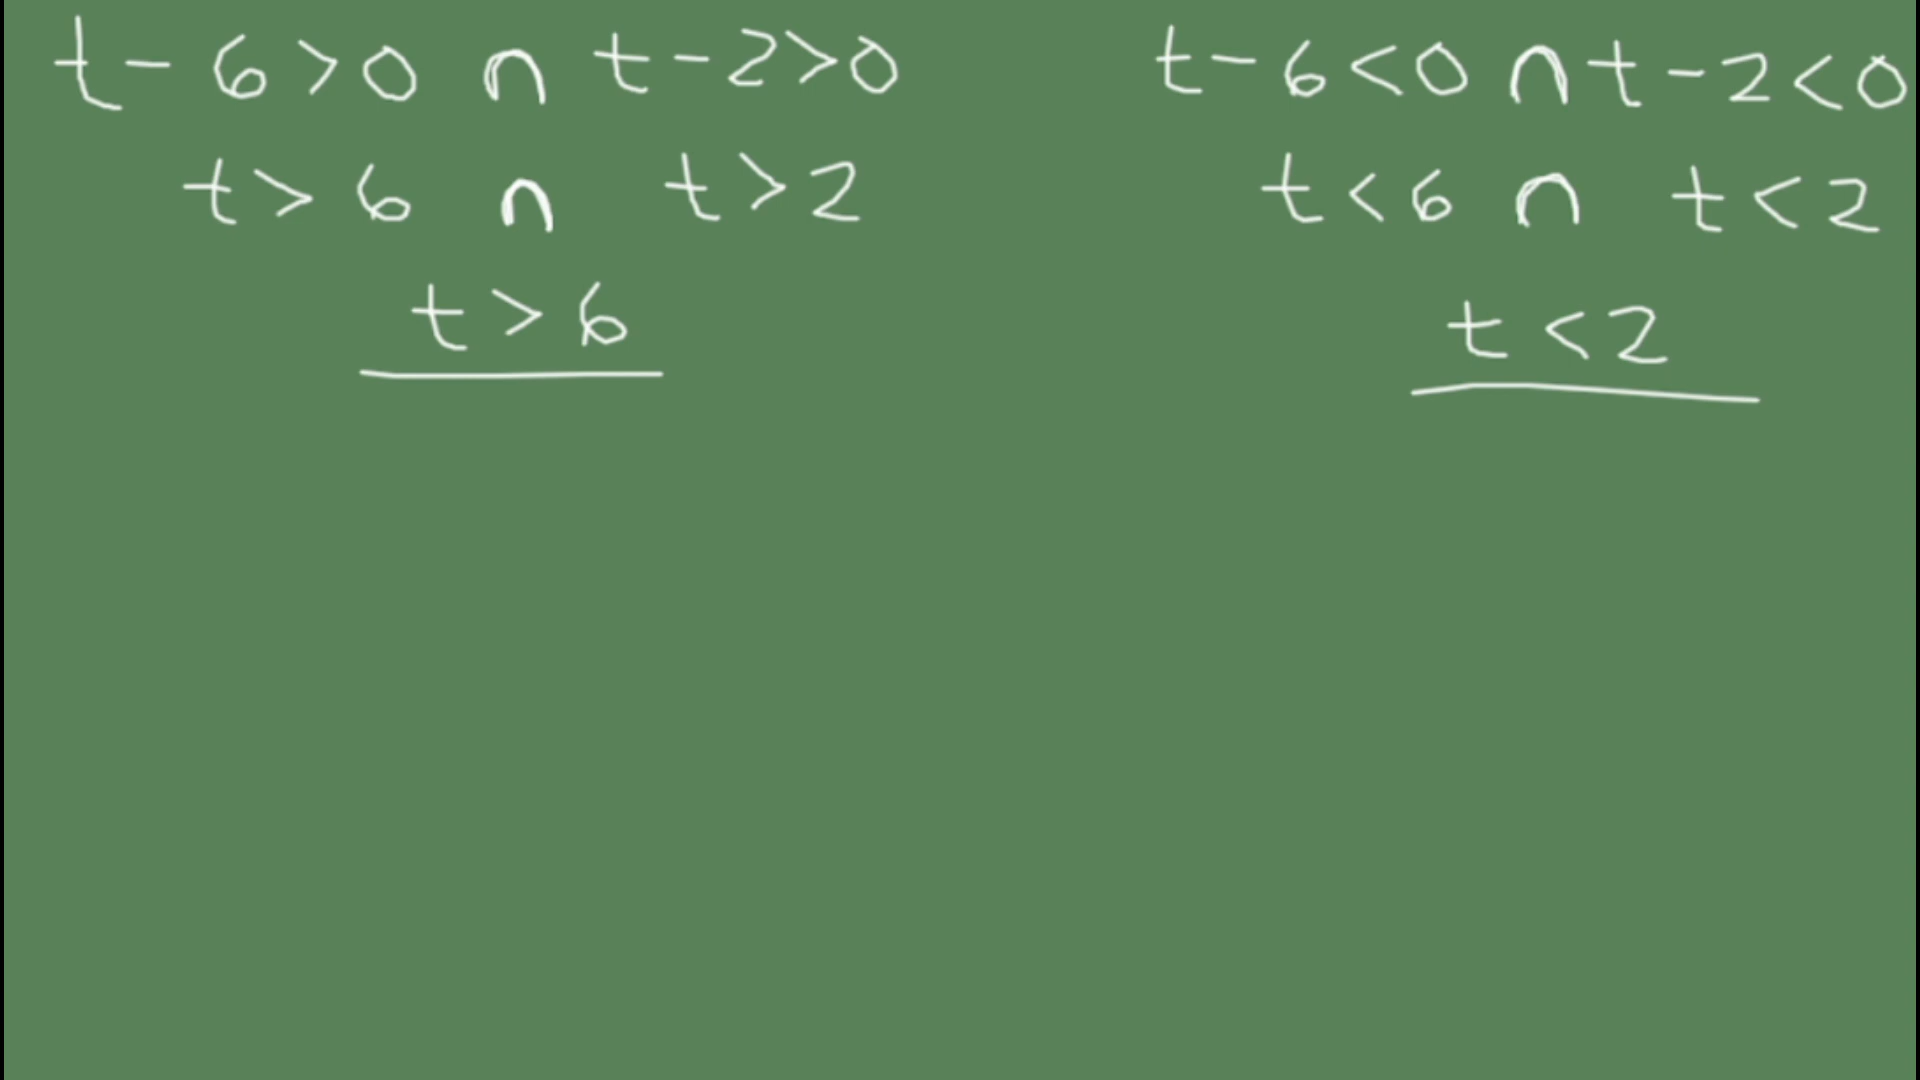 t - 6 > 0 ∩ t - 2 > 0
t > 6 ∩ t > 2
t > 6
t - 6 < 0 ∩ t - 2 < 0
t < 6 ∩ t < 2
t < 2